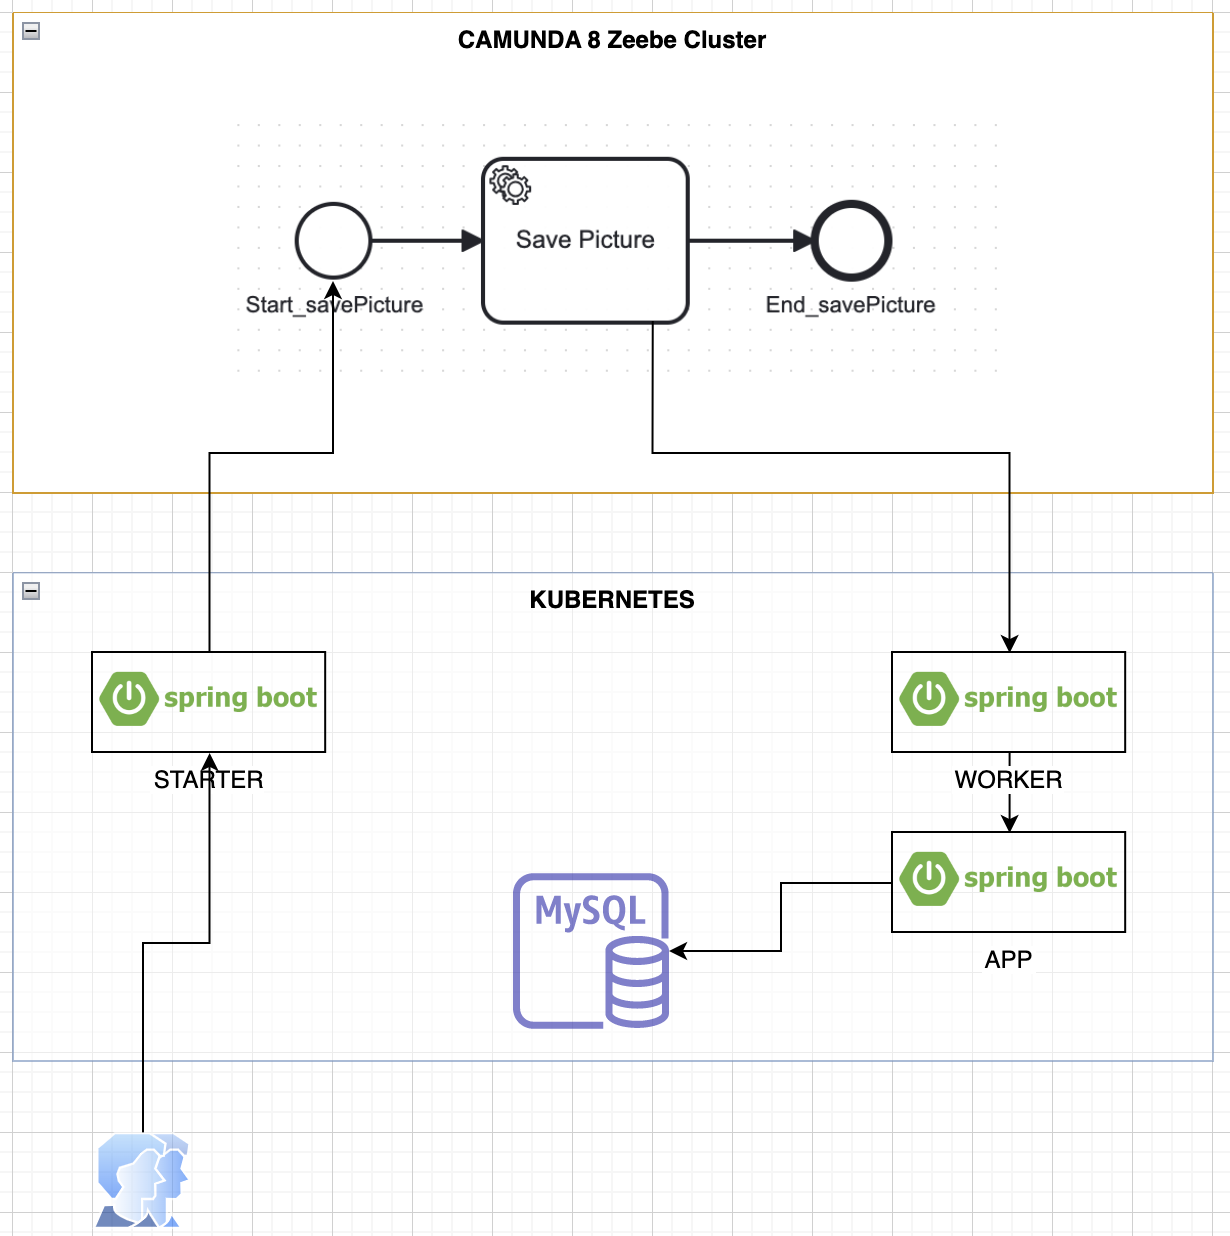 CAMUNDA 8 Zeebe Cluster
Save Picture
Start_savePicture
End_savePicture
KUBERNETES
spring boot
spring boot
STARTER
WORKER
spring boot
MySQL
APP